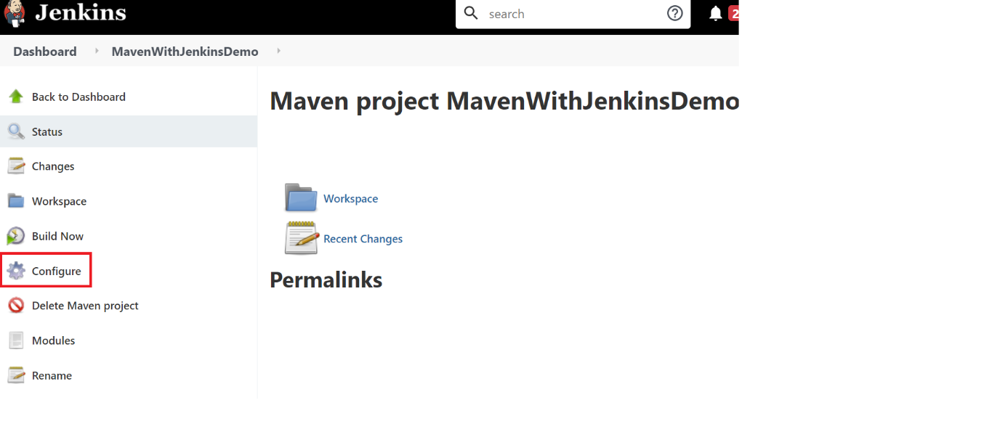 Jenkins
search
2
Dashboard
MavenWithJenkinsDemo
Back to Dashboard
Status
Changes
Workspace
Build Now
Configure
Delete Maven project
Modules
Rename
Maven project MavenWithJenkinsDemo
Workspace
Recent Changes
Permalinks